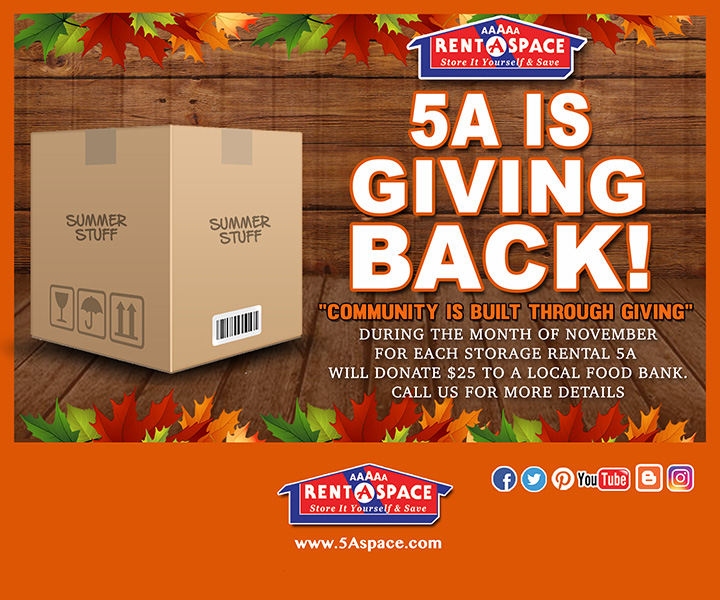 AAAAA
RENT A SPACE
Store It Yourself & Save
5A IS
GIVING
BACK!
"COMMUNITY IS BUILT THROUGH GIVING"
DURING THE MONTH OF NOVEMBER
FOR EACH STORAGE RENTAL 5A
WILL DONATE $25 TO A LOCAL FOOD BANK.
CALL US FOR MORE DETAILS
SUMMER
STUFF
SUMMER
STUFF
AAAAA
RENT A SPACE
Store It Yourself & Save
www.5Aspace.com
You Tube